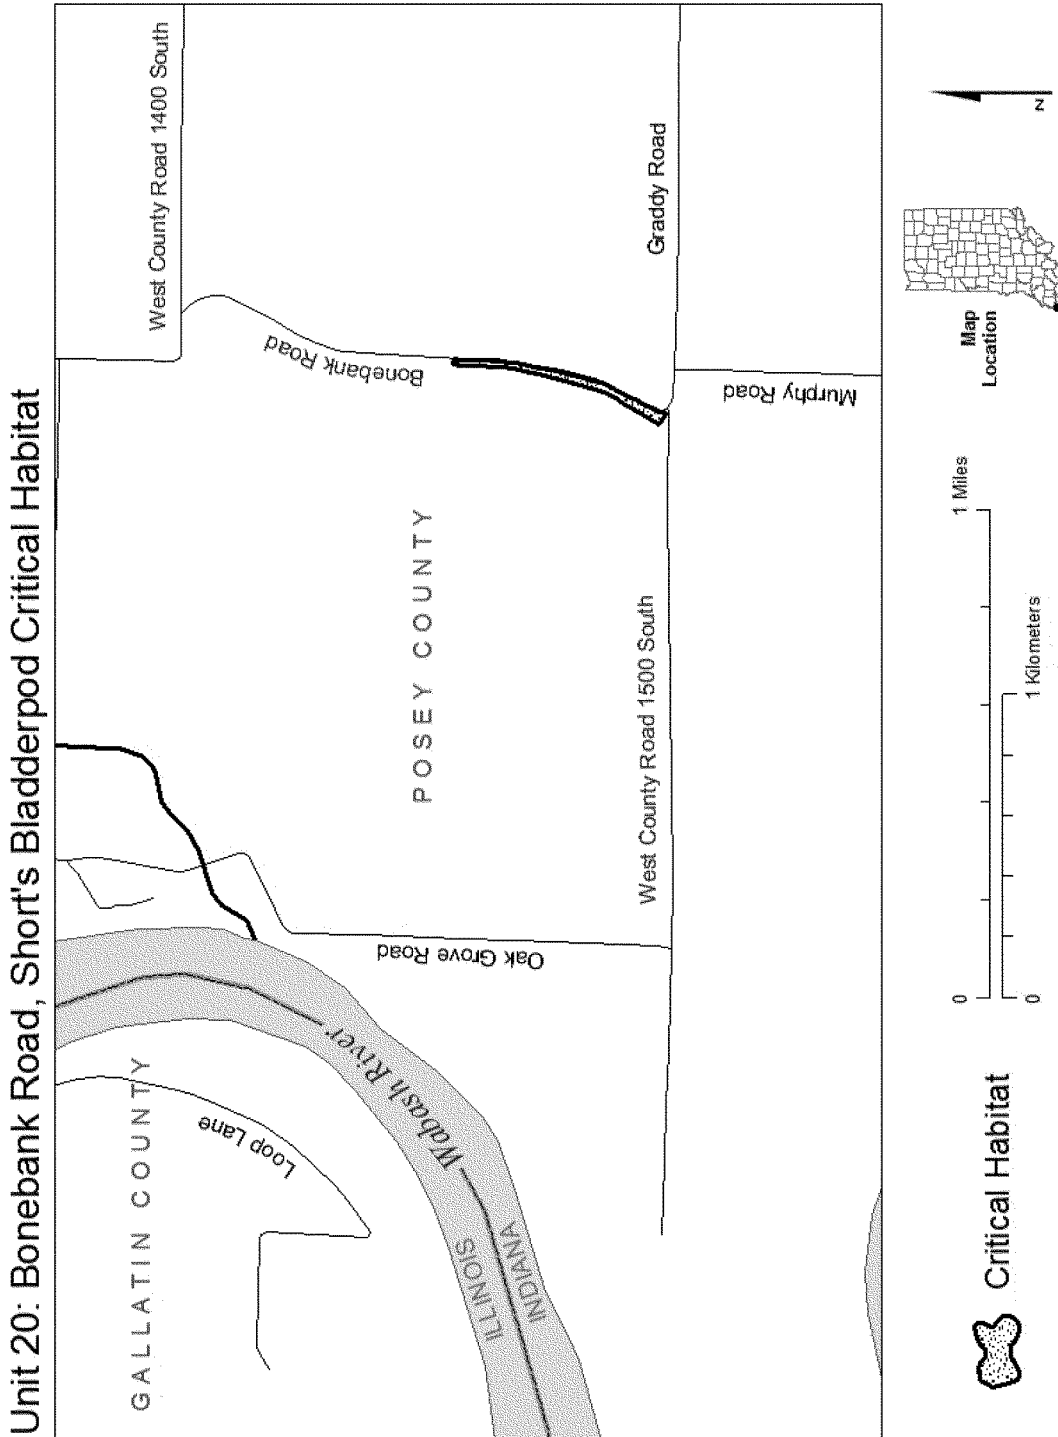 Unit 20: Bonebank Road, Short's Bladderpod Critical Habitat
GALLATIN COUNTY
Loop Lane
Wabash River
ILLINOIS
INDIANA
Oak Grove Road
POSEY COUNTY
West County Road 1400 South
Bonebank Road
West County Road 1500 South
Graddy Road
Murphy Road
Critical Habitat
0
1 Miles
0
1 Kilometers
Map
Location
N